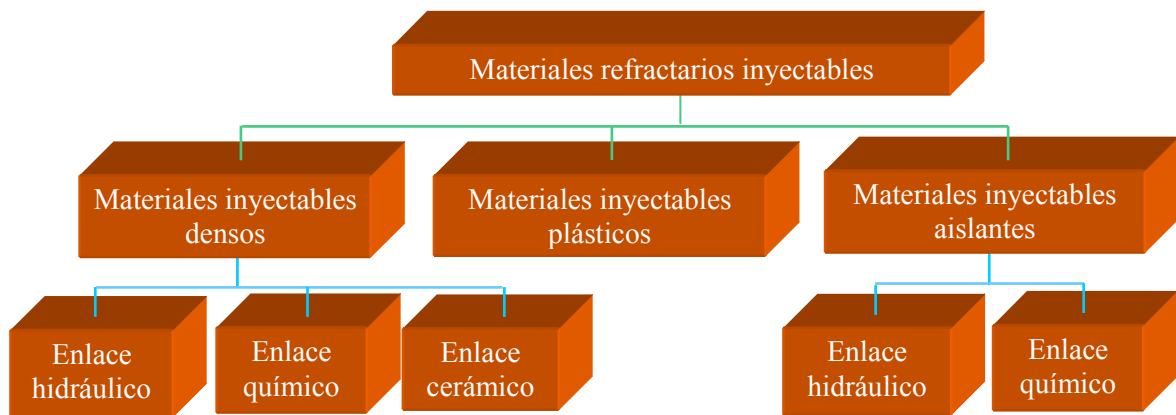 Materiales refractarios inyectables
Materiales inyectables
densos
Materiales inyectables
plásticos
Materiales inyectables
aislantes
Enlace
hidráulico
Enlace
químico
Enlace
cerámico
Enlace
hidráulico
Enlace
químico